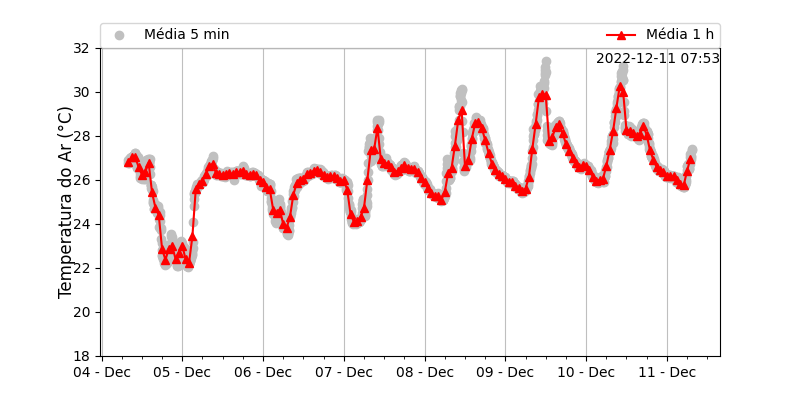 Média 5 min
Média 1 h
2022-12-11 07:53
Temperatura do Ar (°C)
32
30
28
26
24
22
20
18
04 - Dec
05 - Dec
06 - Dec
07 - Dec
08 - Dec
09 - Dec
10 - Dec
11 - Dec